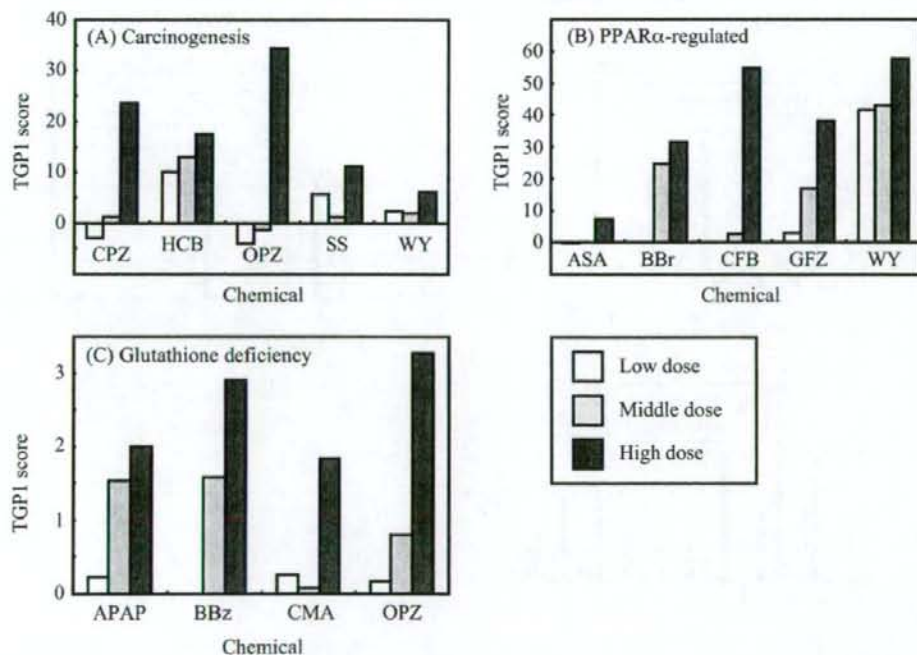 (A) Carcinogenesis
40
30
20
10
0
TGP1 score
CPZ HCB OPZ SS WY
Chemical
(B) PPARα-regulated
60
50
40
30
20
10
0
TGP1 score
ASA BBr CFB GFZ WY
Chemical
(C) Glutathione deficiency
3
2
1
0
TGP1 score
APAP BBz CMA OPZ
Chemical
Low dose
Middle dose
High dose